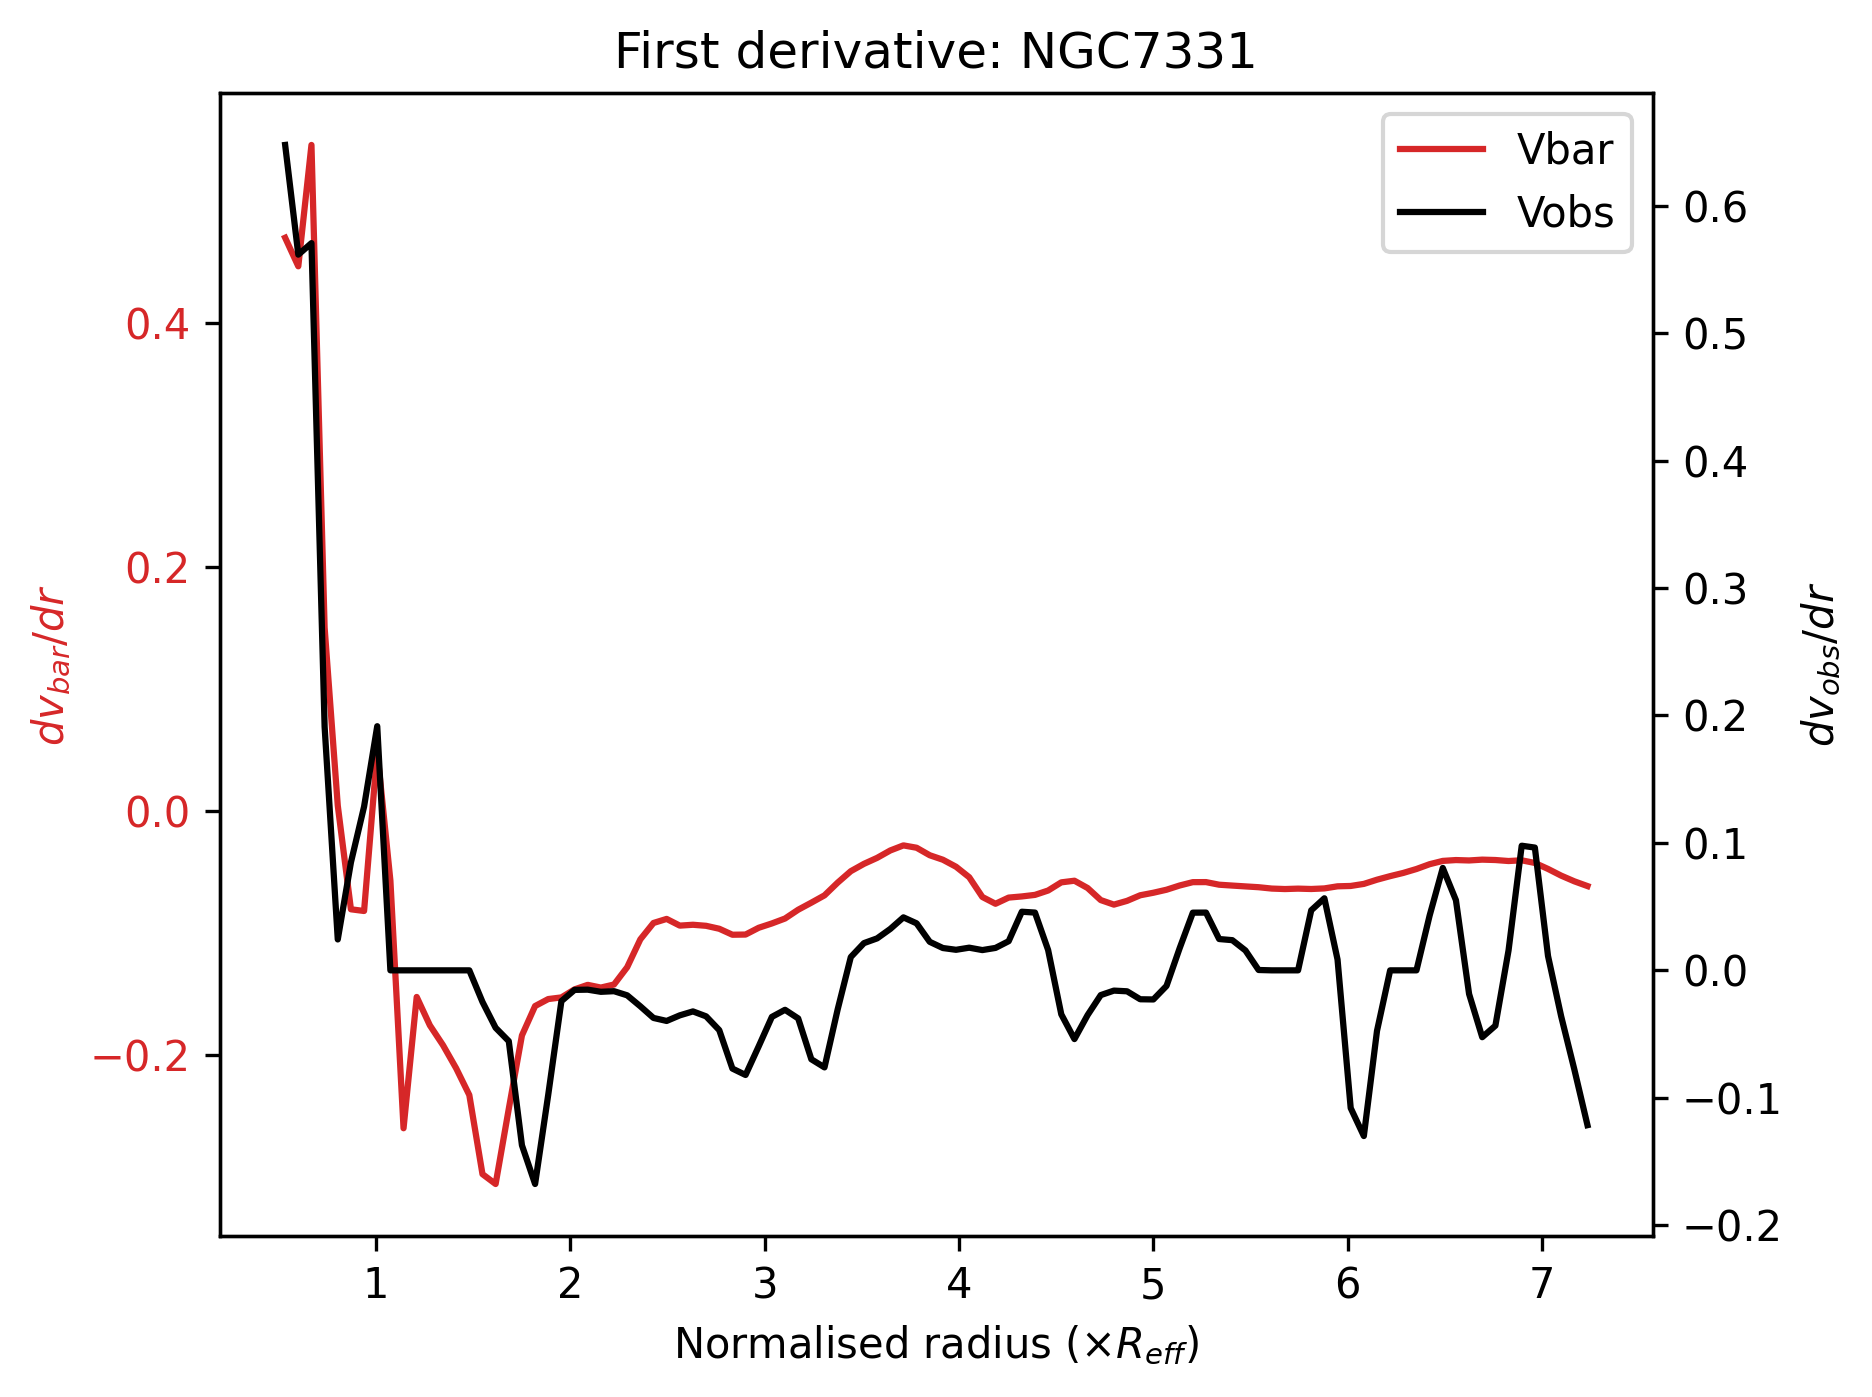 First derivative: NGC7331
Vbar
Vobs
0.4
0.2
0.0
−0.2
dv_bar/dr
0.6
0.5
0.4
0.3
0.2
0.1
0.0
−0.1
−0.2
dv_obs/dr
1 2 3 4 5 6 7
Normalised radius (×R_eff)